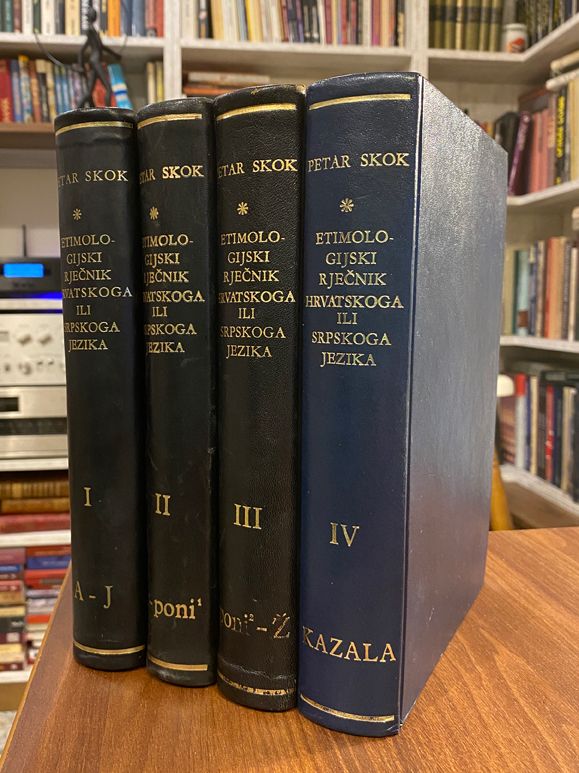 PETAR SKOK
*
ETIMOLO-
GIJSKI
RJEČNIK
HRVATSKOGA
ILI
SRPSKOGA
JEZIKA
I
A - J
PETAR SKOK
*
ETIMOLO-
GIJSKI
RJEČNIK
HRVATSKOGA
ILI
SRPSKOGA
JEZIKA
II
-poni¹
PETAR SKOK
*
ETIMOLO-
GIJSKI
RJEČNIK
HRVATSKOGA
ILI
SRPSKOGA
JEZIKA
III
poni² - Ž
PETAR SKOK
*
ETIMOLO-
GIJSKI
RJEČNIK
HRVATSKOGA
ILI
SRPSKOGA
JEZIKA
IV
KAZALA